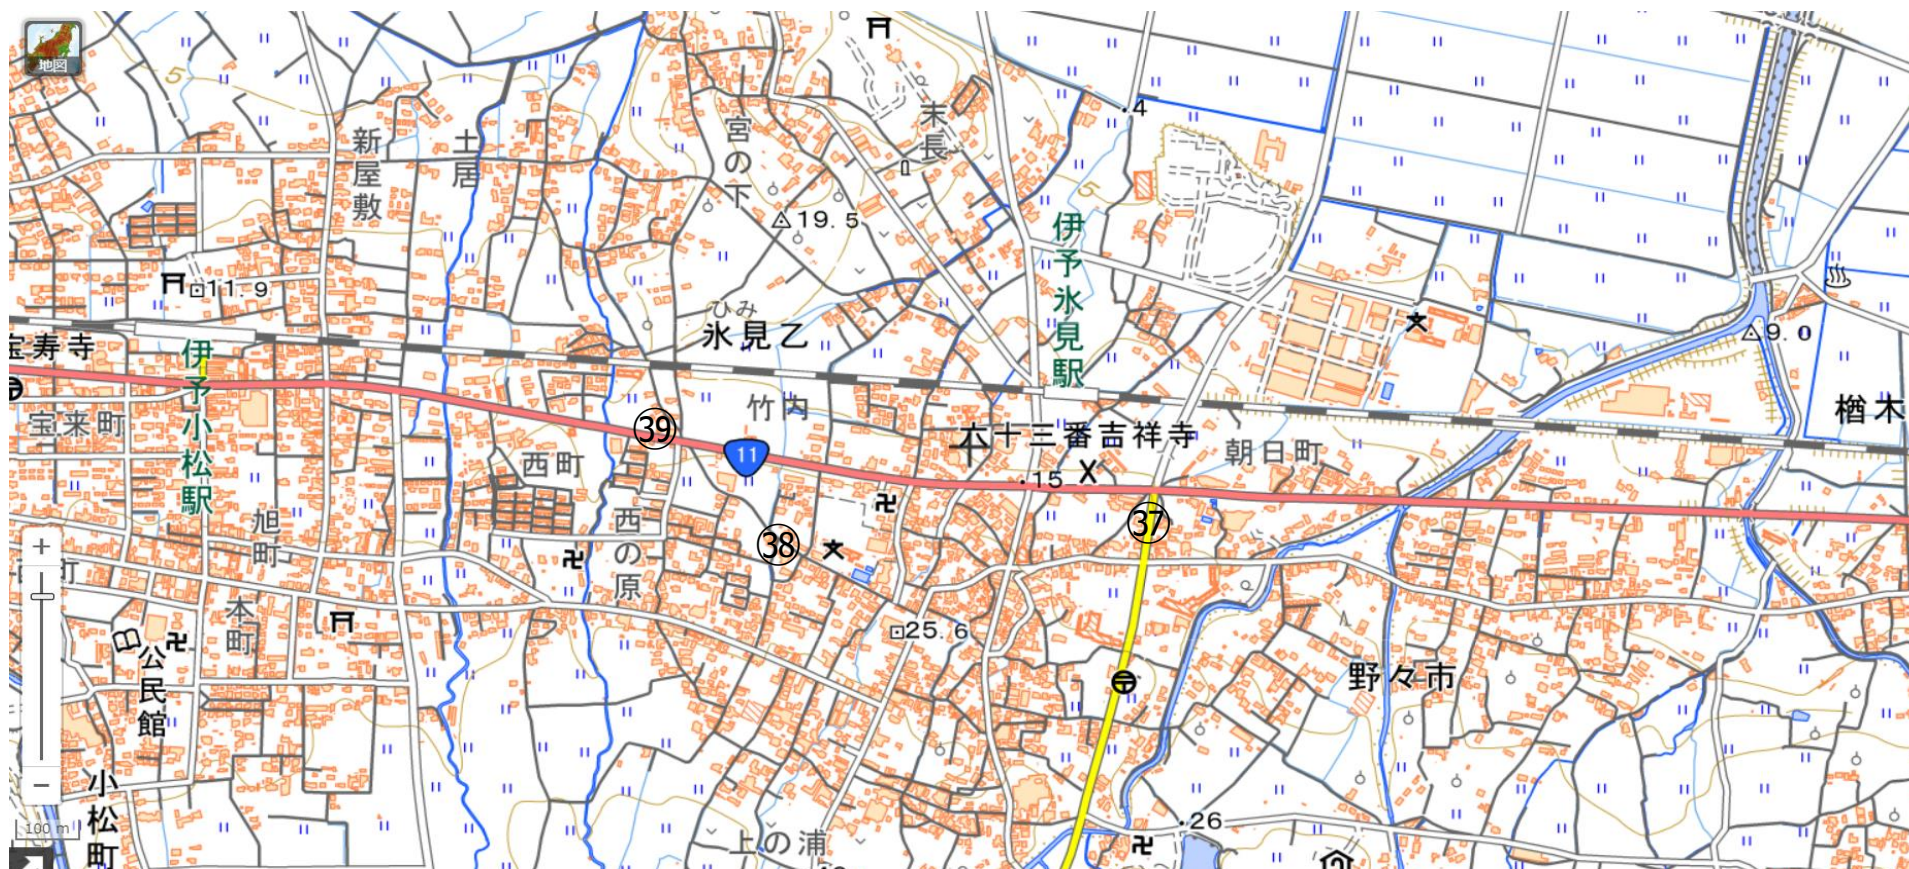 地図
5
新屋敷
土居
宮の下
末長
4
5
19.5
伊予氷見駅
11.9
ひみ
氷見乙
9.0
宝寿寺
伊予小松駅
宝来町
竹内
楢木
39
11
六十三番吉祥寺
朝日町
西町
15
旭町
西の原
38
37
本町
25.6
公民館
野々市
小松町
100 m
上の浦
26